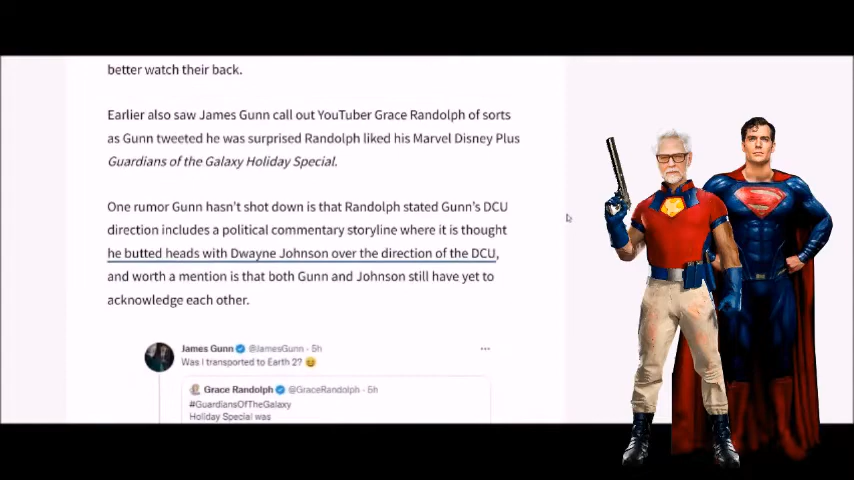 better watch their back.
Earlier also saw James Gunn call out YouTuber Grace Randolph of sorts
as Gunn tweeted he was surprised Randolph liked his Marvel Disney Plus
Guardians of the Galaxy Holiday Special.
One rumor Gunn hasn't shot down is that Randolph stated Gunn's DCU
direction includes a political commentary storyline where it is thought
he butted heads with Dwayne Johnson over the direction of the DCU,
and worth a mention is that both Gunn and Johnson still have yet to
acknowledge each other.
James Gunn @JamesGunn · 5h
Was I transported to Earth 2? 😄
Grace Randolph @GraceRandolph · 6h
#GuardiansOfTheGalaxy
Holiday Special was